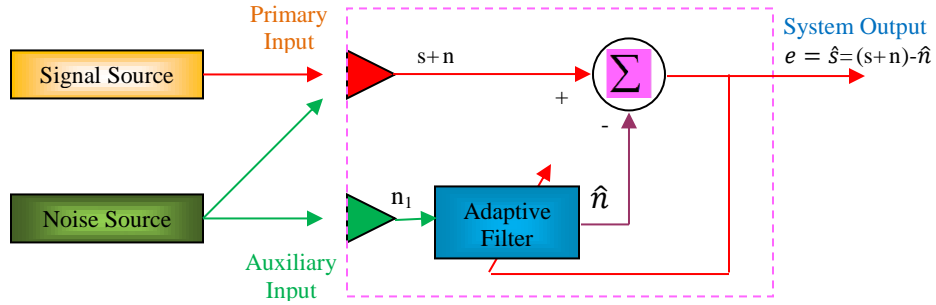 Primary
Input
System Output
e = ŝ=(s+n)-n̂
Signal Source
s+n
Σ
+
-
Noise Source
n₁
Adaptive
Filter
n̂
Auxiliary
Input